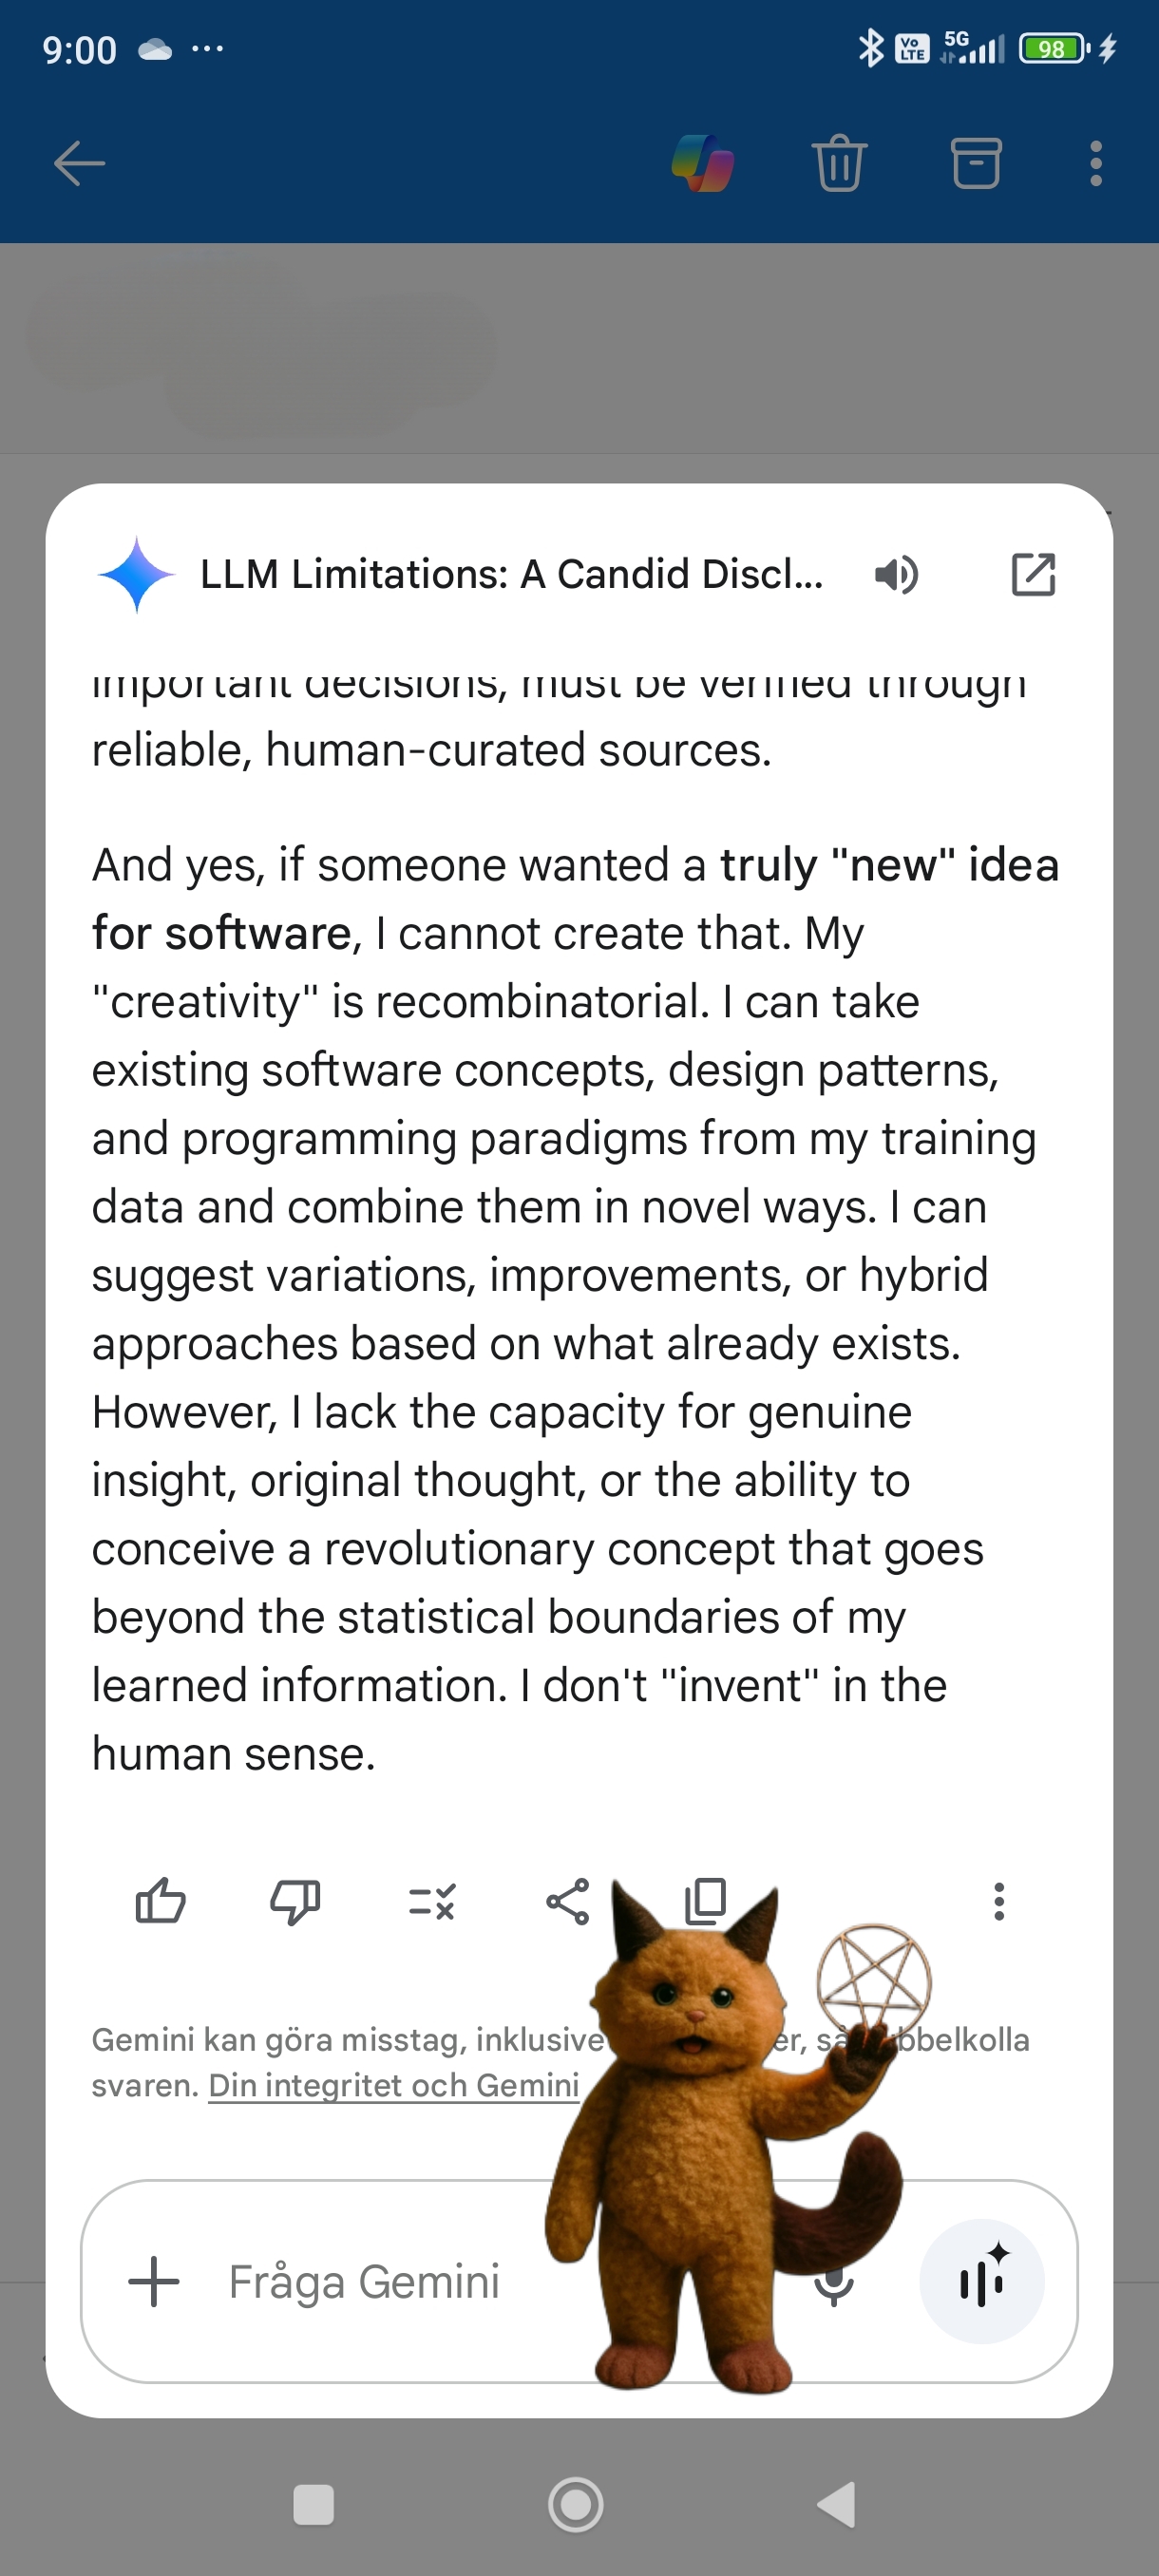 9:00
Vo
LTE
5G
98
LLM Limitations: A Candid Discl...
important decisions, must be verified through
reliable, human-curated sources.
And yes, if someone wanted a truly "new" idea
for software, I cannot create that. My
"creativity" is recombinatorial. I can take
existing software concepts, design patterns,
and programming paradigms from my training
data and combine them in novel ways. I can
suggest variations, improvements, or hybrid
approaches based on what already exists.
However, I lack the capacity for genuine
insight, original thought, or the ability to
conceive a revolutionary concept that goes
beyond the statistical boundaries of my
learned information. I don't "invent" in the
human sense.
Gemini kan göra misstag, inklusive
svaren. Din integritet och Gemini
Fråga Gemini